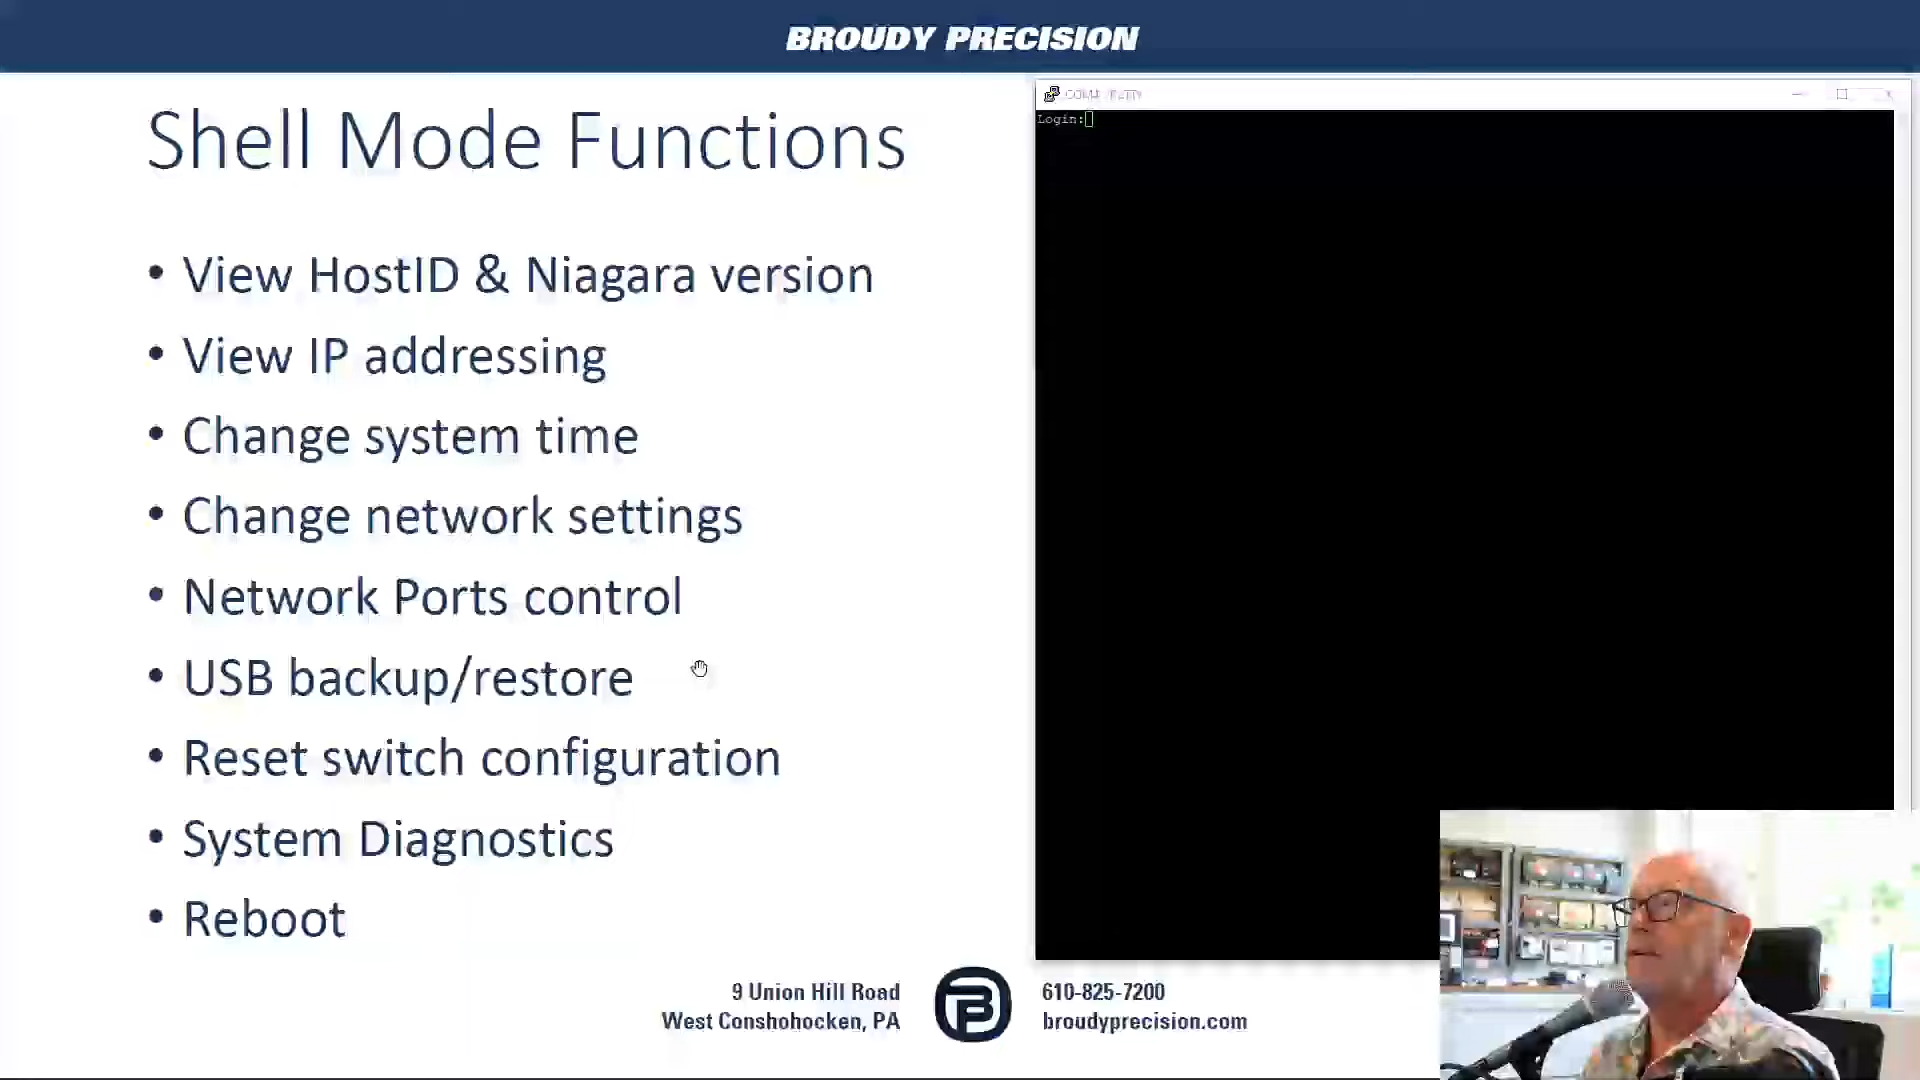 BROUDY PRECISION
Shell Mode Functions
• View HostID & Niagara version
• View IP addressing
• Change system time
• Change network settings
• Network Ports control
• USB backup/restore
• Reset switch configuration
• System Diagnostics
• Reboot
Login:
9 Union Hill Road
West Conshohocken, PA
610-825-7200
broudyprecision.com